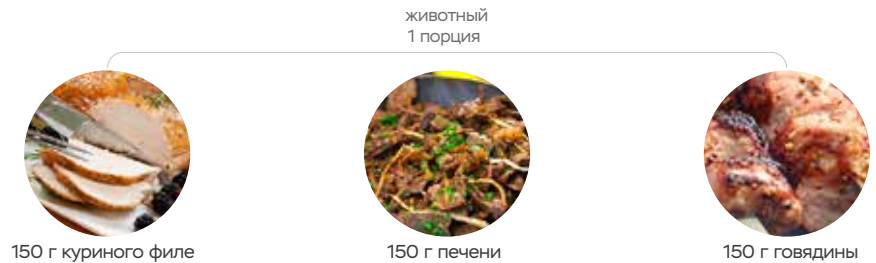 животный
1 порция
150 г куриного филе
150 г печени
150 г говядины